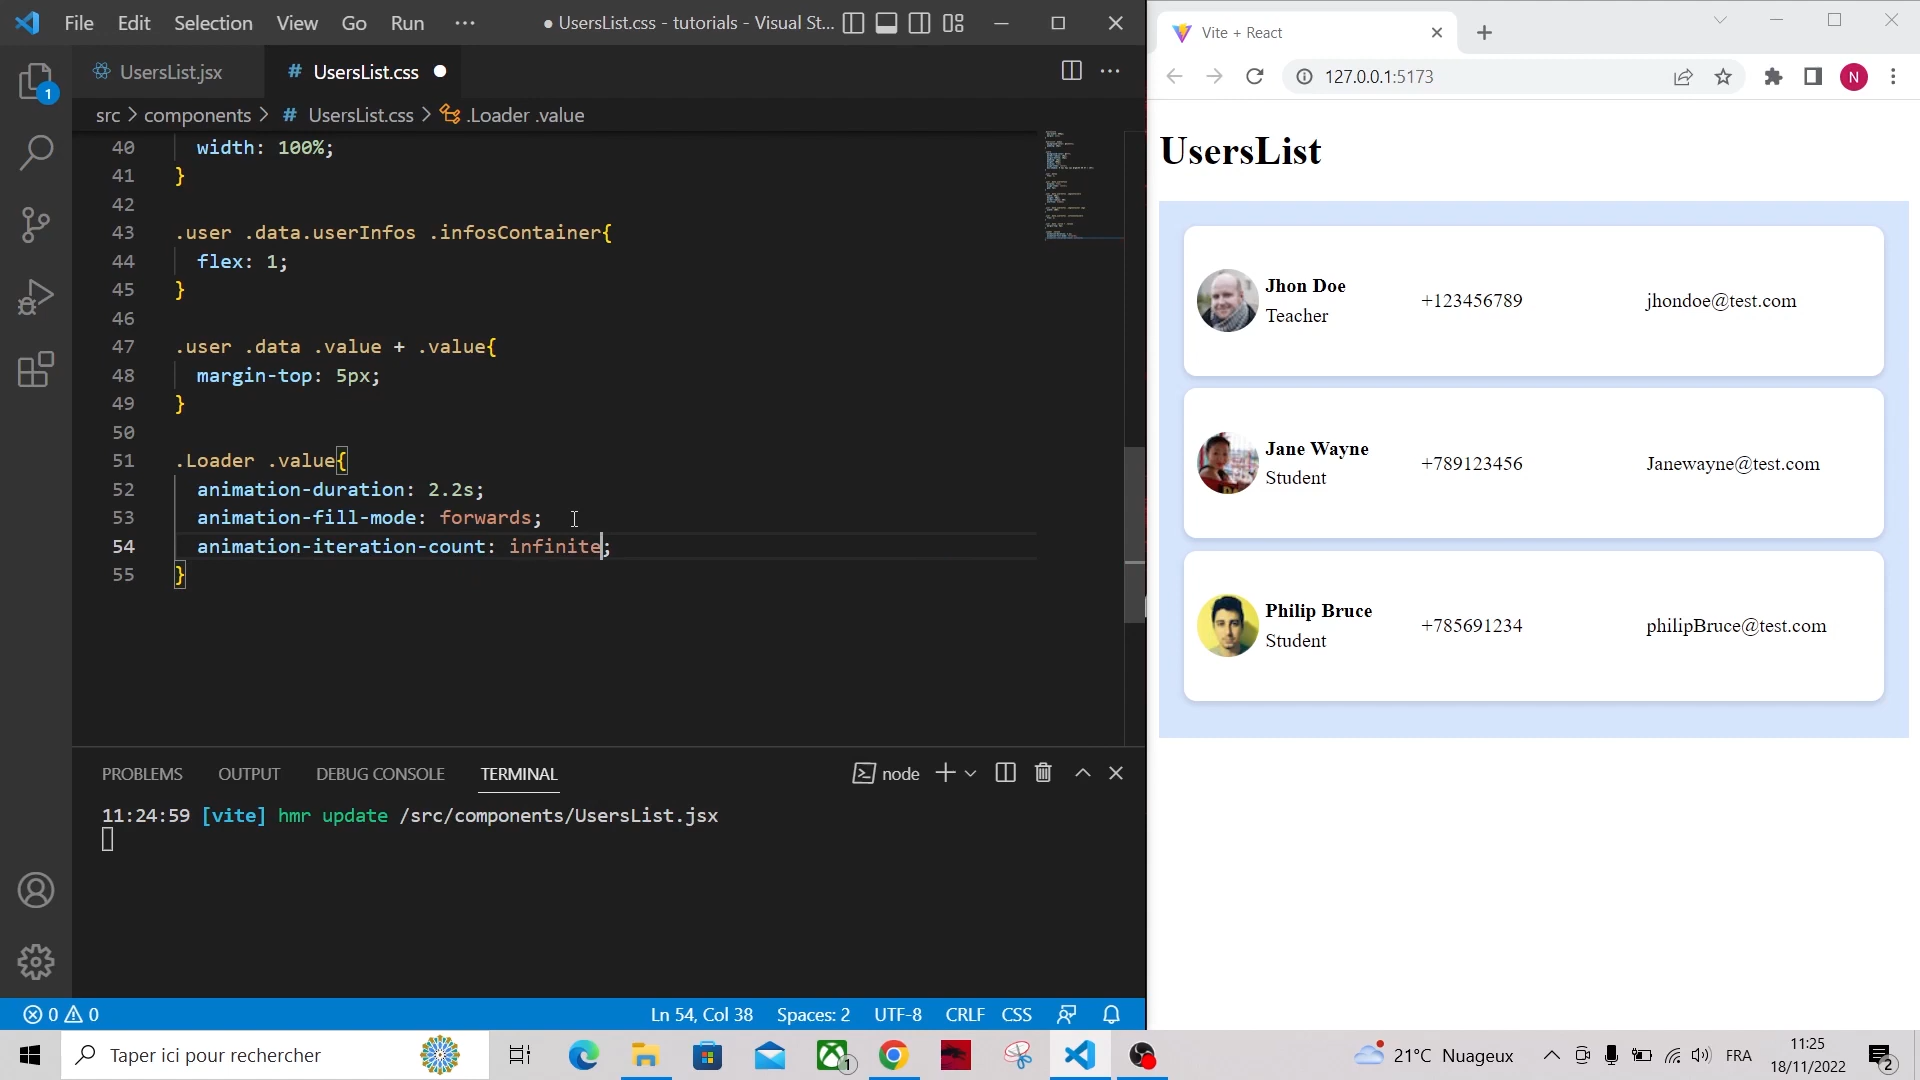 File Edit Selection View Go Run ··· ● UsersList.css - tutorials - Visual St...
UsersList.jsx # UsersList.css ●
src > components > # UsersList.css > .Loader .value
1
40 width: 100%;
41 }
42
43 .user .data.userInfos .infosContainer{
44 flex: 1;
45 }
46
47 .user .data .value + .value{
48 margin-top: 5px;
49 }
50
51 .Loader .value{
52 animation-duration: 2.2s;
53 animation-fill-mode: forwards;
54 animation-iteration-count: infinite;
55 }
PROBLEMS OUTPUT DEBUG CONSOLE TERMINAL node
11:24:59 [vite] hmr update /src/components/UsersList.jsx
0 0 Ln 54, Col 38 Spaces: 2 UTF-8 CRLF CSS
Vite + React
127.0.0.1:5173 N
UsersList
Jhon Doe
Teacher
+123456789
jhondoe@test.com
Jane Wayne
Student
+789123456
Janewayne@test.com
Philip Bruce
Student
+785691234
philipBruce@test.com
Taper ici pour rechercher 1 21°C Nuageux FRA 11:25
18/11/2022 2